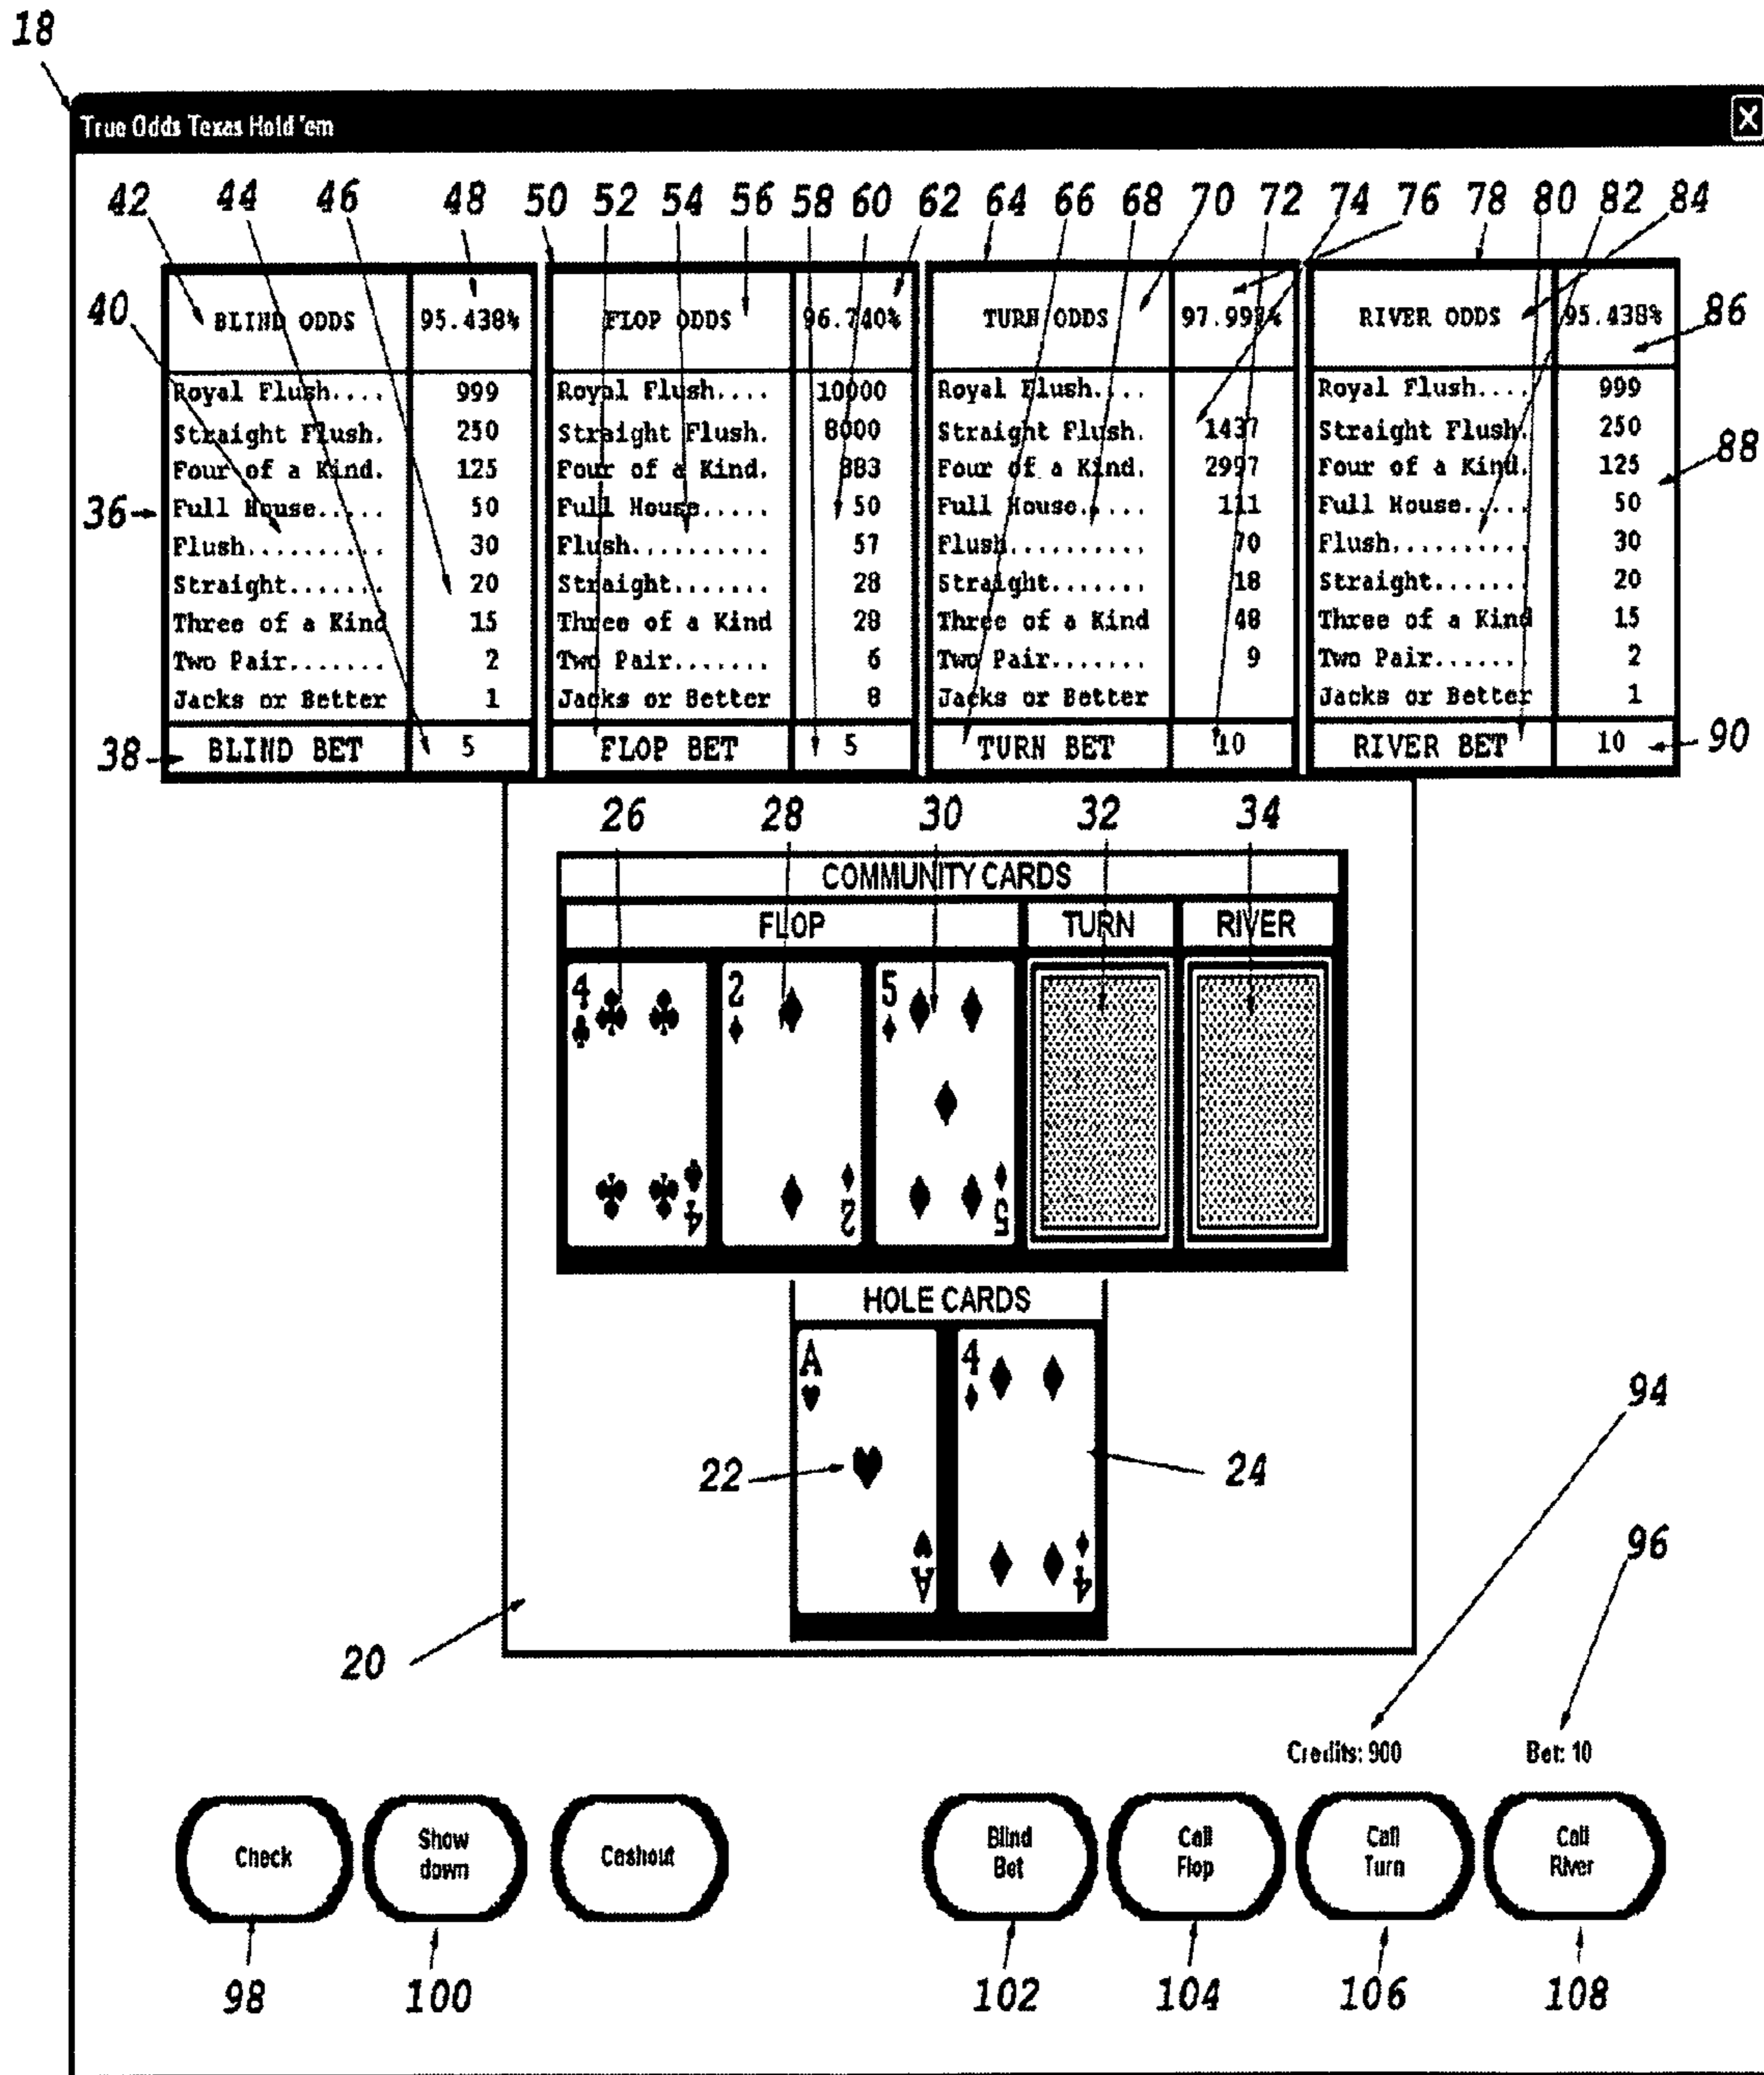 18
True Odds Texas Hold 'em X
42 44 46 48 50 52 54 56 58 60 62 64 66 68 70 72 74 76 78 80 82 84
BLIND ODDS 95.438% FLOP ODDS 96.740% TURN ODDS RIVER ODDS 95.438%
40 86
Royal Flush.... 999 Royal Flush.... 10000 Royal Flush.... Royal Flush.... 999
Straight Flush. 250 Straight Flush. 8000 Straight Flush. 1437 Straight Flush. 250
Four of a Kind. 125 Four of a Kind. 883 Four of a Kind. 2997 Four of a Kind. 125
88
Full House..... 50 Full House..... 50 Full House..... 111 Full House..... 50
36
Flush.......... 30 Flush.......... 57 Flush.......... 70 Flush.......... 30
Straight....... 20 Straight....... 28 Straight....... 18 Straight....... 20
Three of a Kind 15 Three of a Kind 28 Three of a Kind 48 Three of a Kind 15
Two Pair....... 2 Two Pair....... 6 Two Pair....... 9 Two Pair....... 2
Jacks or Better 1 Jacks or Better 8 Jacks or Better Jacks or Better 1
38 BLIND BET 5 FLOP BET 5 TURN BET 10 RIVER BET 10 90
26 28 30 32 34
COMMUNITY CARDS
FLOP TURN RIVER
4 2 5
4 2 5
HOLE CARDS
A 4
94
22 24
96
A 4
20
Credits: 900 Bet: 10
Check Show down Cashout Blind Bet Call Flop Call Turn Call River
98 100 102 104 106 108